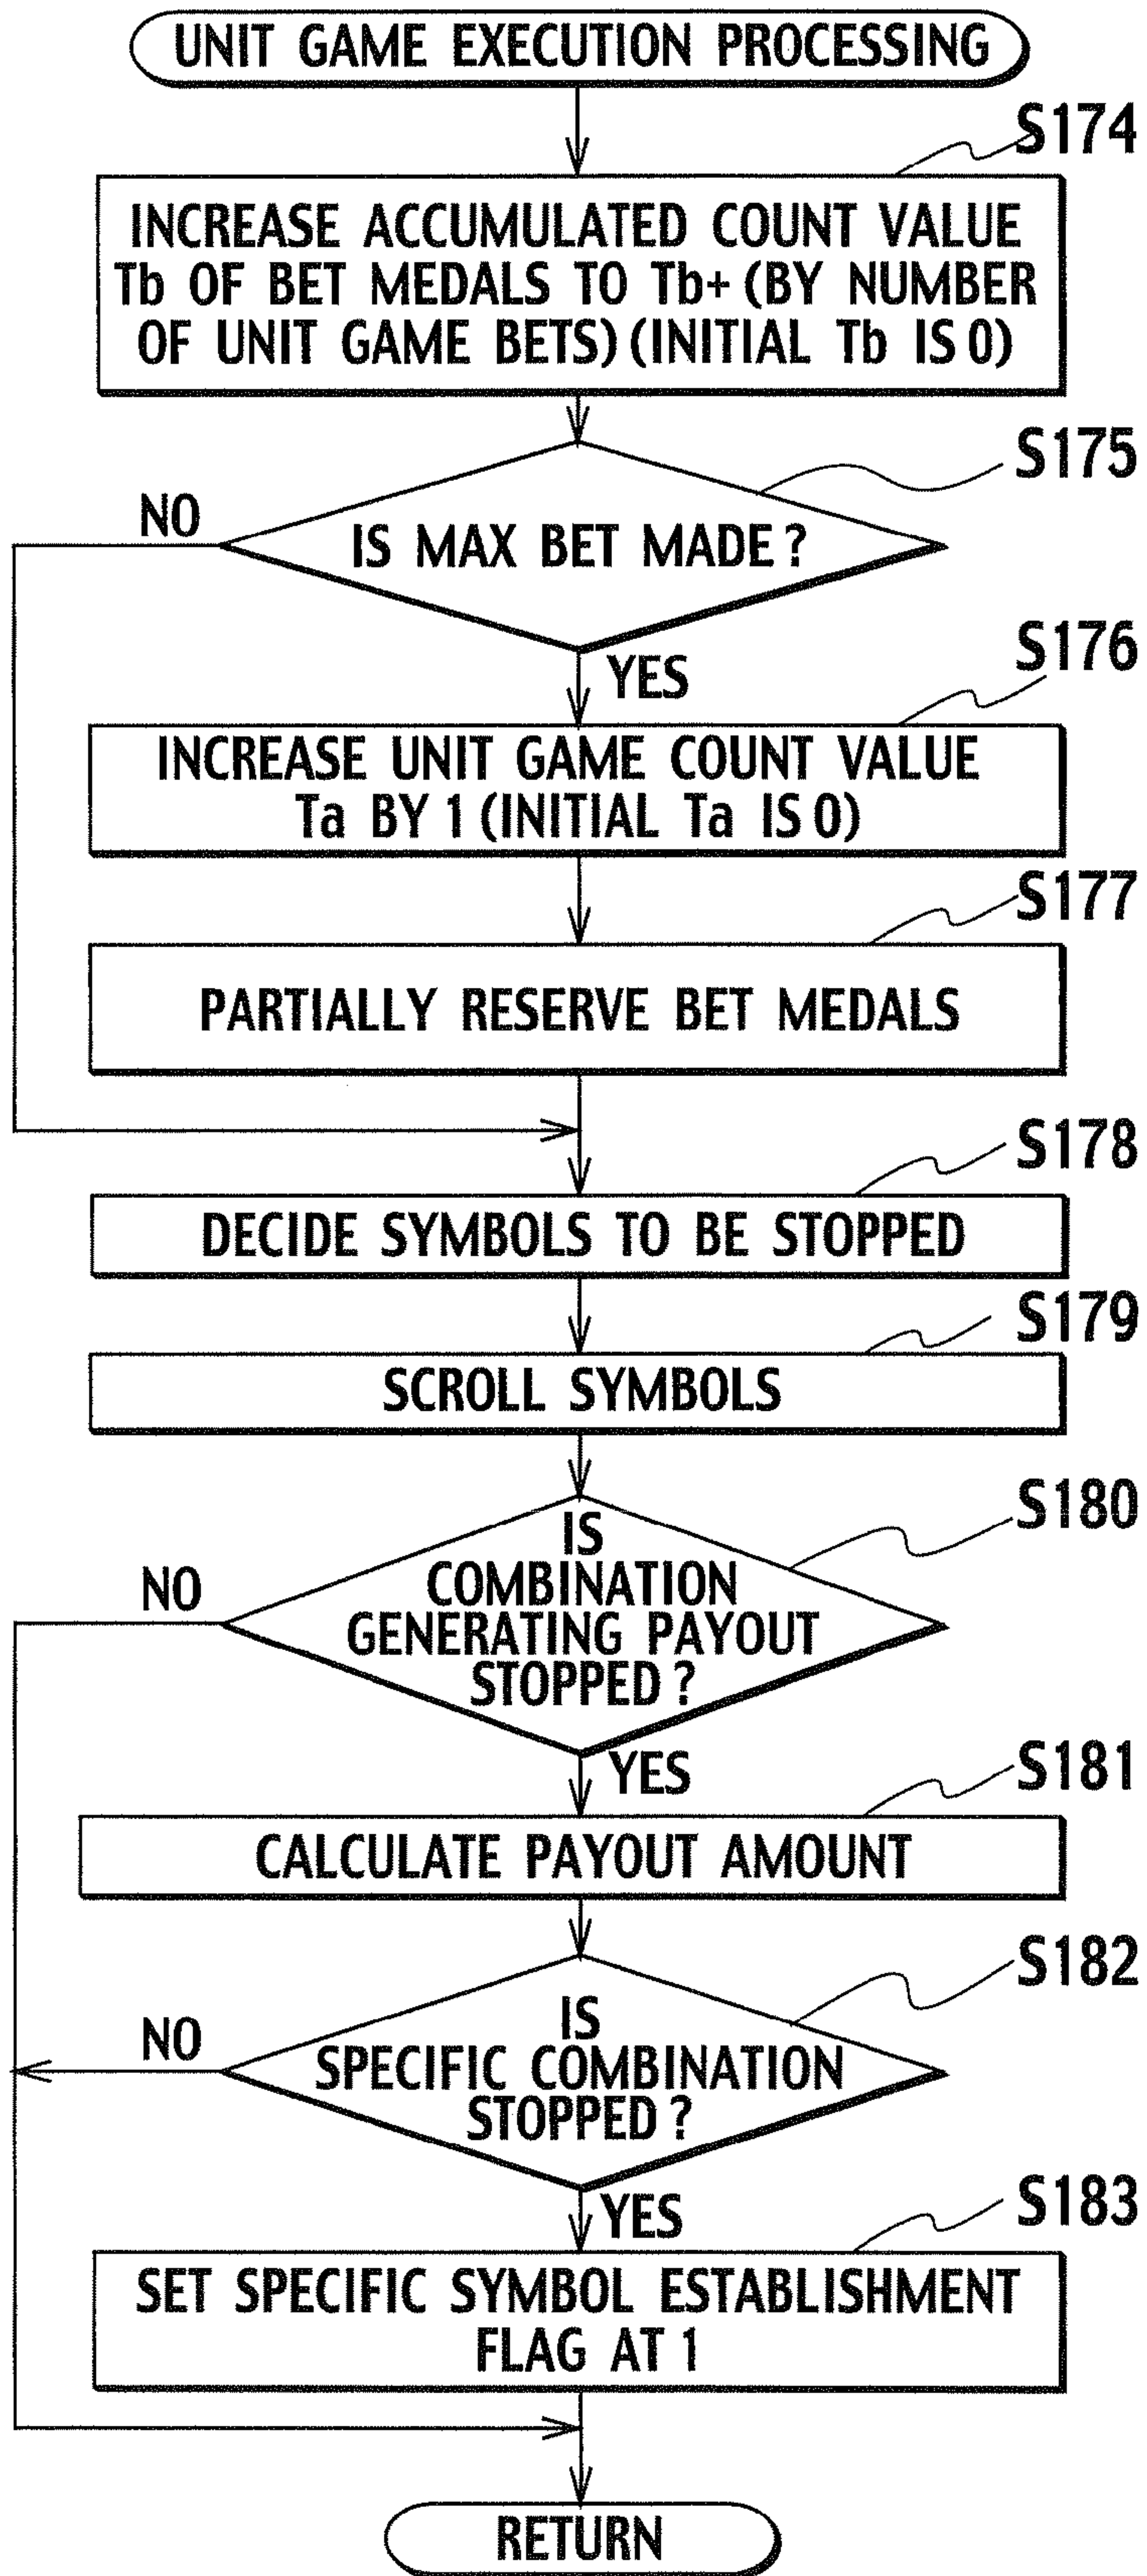 UNIT GAME EXECUTION PROCESSING
S174
INCREASE ACCUMULATED COUNT VALUE
Tb OF BET MEDALS TO Tb+ (BY NUMBER
OF UNIT GAME BETS) (INITIAL Tb IS 0)
S175
NO
IS MAX BET MADE ?
YES
S176
INCREASE UNIT GAME COUNT VALUE
Ta BY 1 (INITIAL Ta IS 0)
S177
PARTIALLY RESERVE BET MEDALS
S178
DECIDE SYMBOLS TO BE STOPPED
S179
SCROLL SYMBOLS
S180
NO
IS
COMBINATION
GENERATING PAYOUT
STOPPED ?
YES
S181
CALCULATE PAYOUT AMOUNT
S182
NO
IS
SPECIFIC COMBINATION
STOPPED ?
YES
S183
SET SPECIFIC SYMBOL ESTABLISHMENT
FLAG AT 1
RETURN